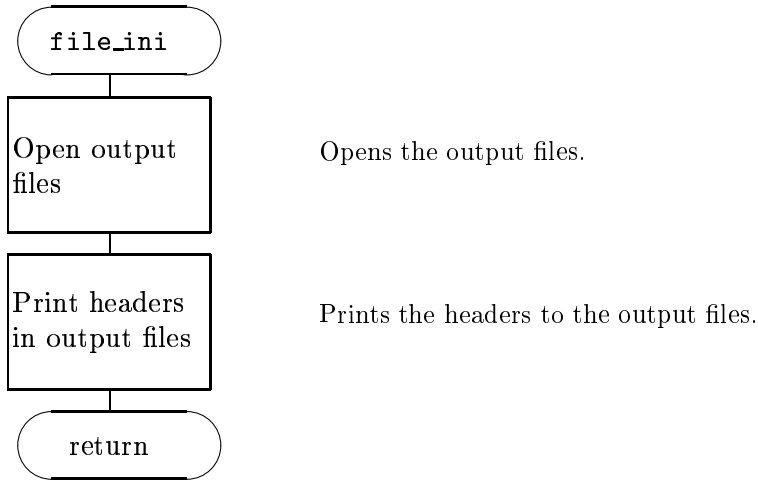 file_ini
Open output
files
Opens the output files.
Print headers
in output files
Prints the headers to the output files.
return